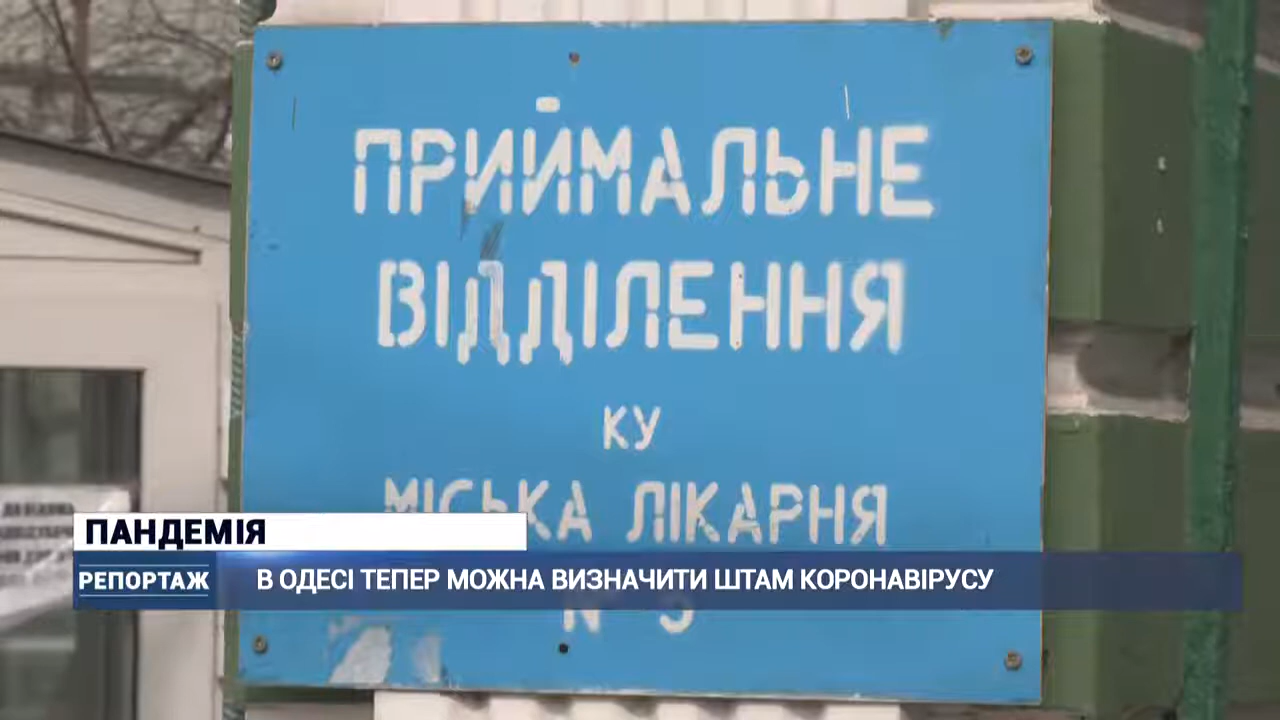 ПРИЙМАЛЬНЕ
ВІДДІЛЕННЯ
КУ
МІСЬКА ЛІКАРНЯ
ПАНДЕМІЯ
РЕПОРТАЖ
В ОДЕСІ ТЕПЕР МОЖНА ВИЗНАЧИТИ ШТАМ КОРОНАВІРУСУ